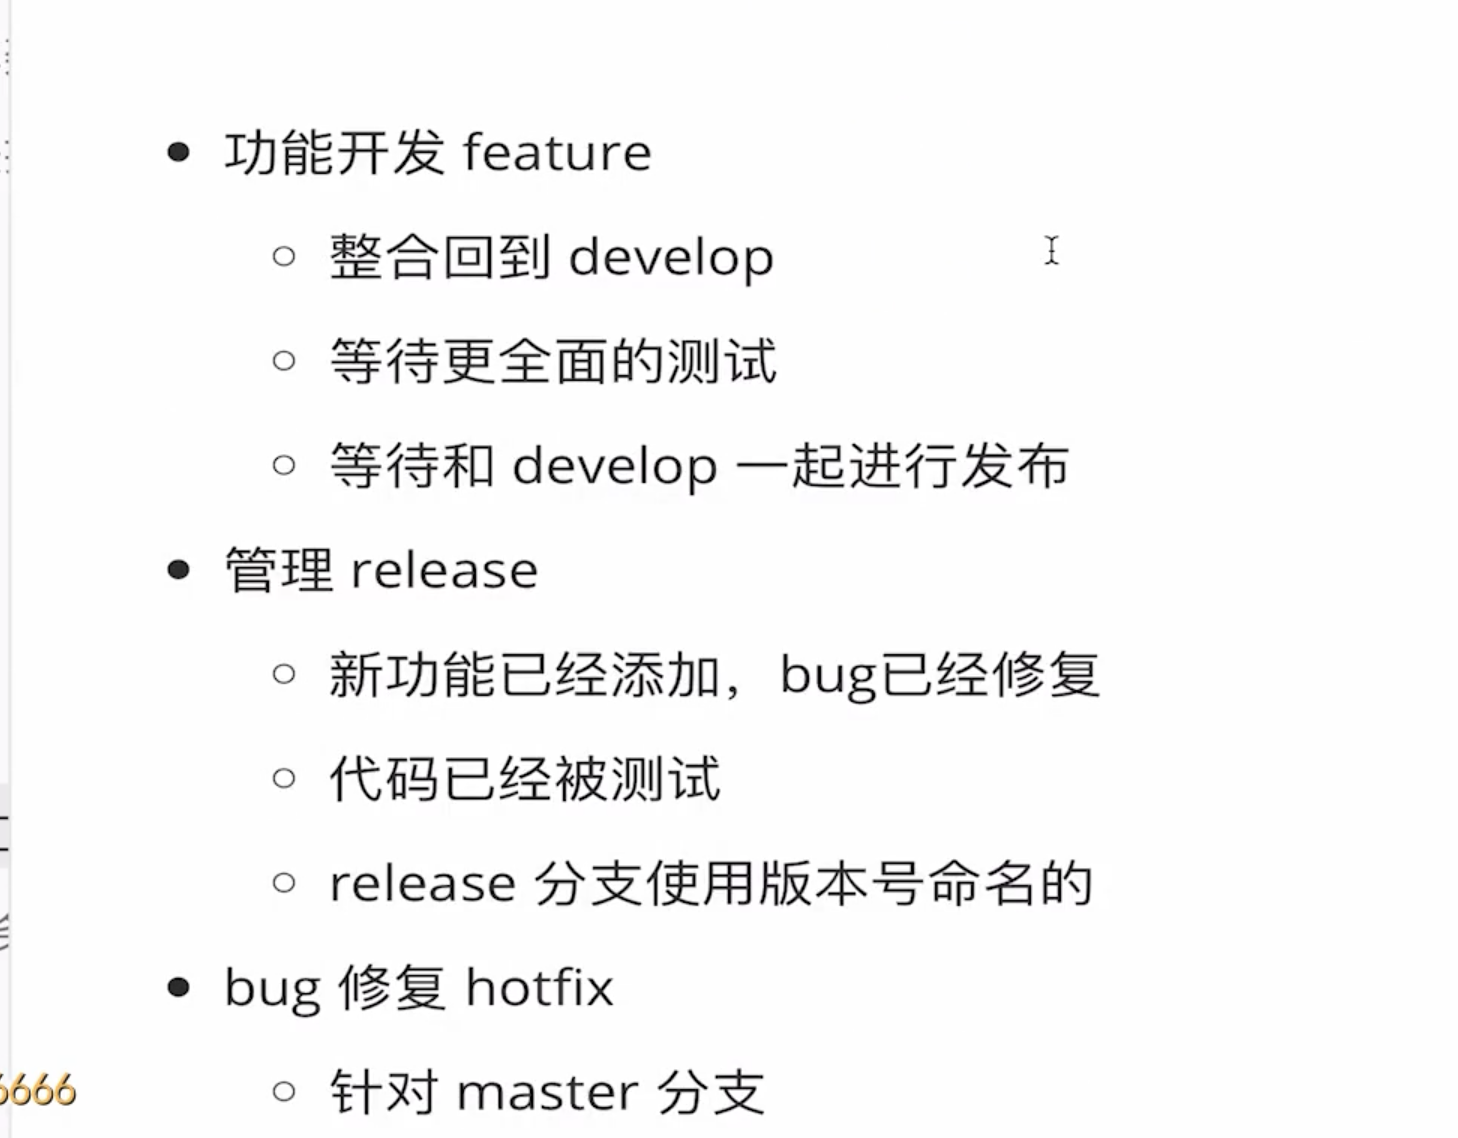 功能开发 feature
整合回到 develop
等待更全面的测试
等待和 develop 一起进行发布
管理 release
新功能已经添加，bug已经修复
代码已经被测试
release 分支使用版本号命名的
bug 修复 hotfix
针对 master 分支
6666